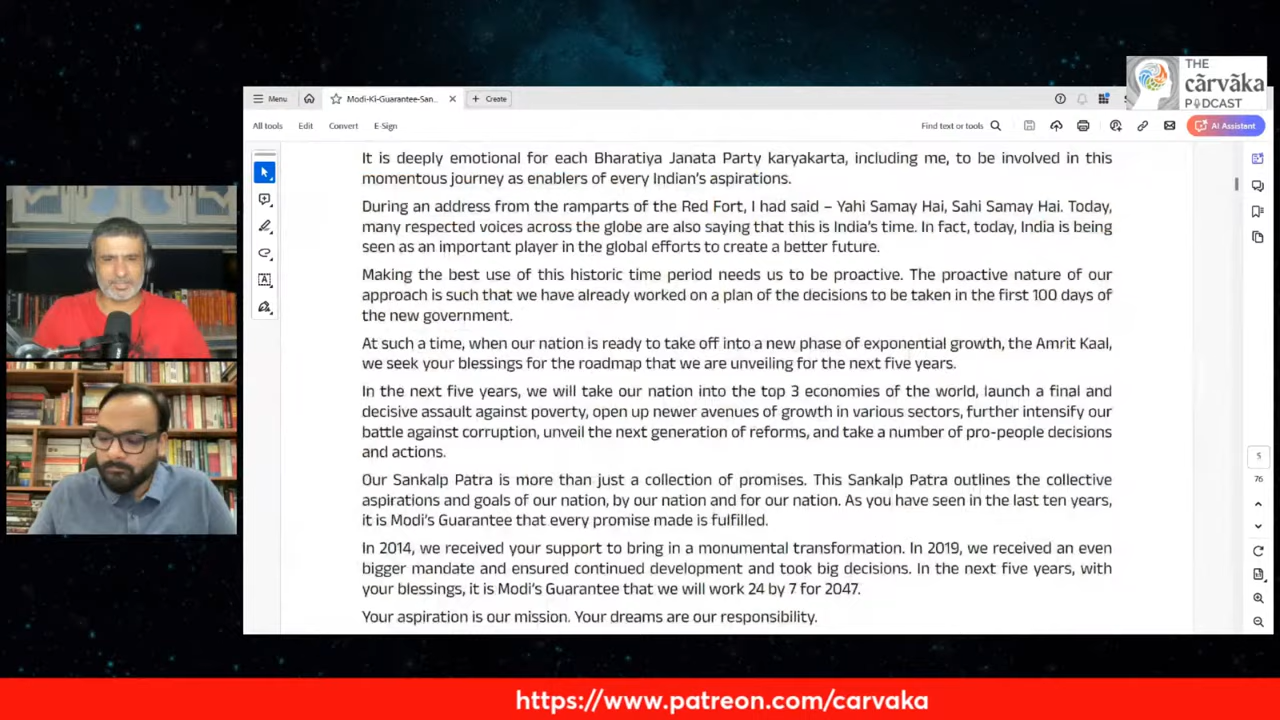 THE
cãrvãka
PODCAST
Menu
Modi-Ki-Guarantee-San...
Create
All tools
Edit
Convert
E-Sign
Find text or tools
AI Assistant
It is deeply emotional for each Bharatiya Janata Party karyakarta, including me, to be involved in this
momentous journey as enablers of every Indian's aspirations.
During an address from the ramparts of the Red Fort, I had said – Yahi Samay Hai, Sahi Samay Hai. Today,
many respected voices across the globe are also saying that this is India's time. In fact, today, India is being
seen as an important player in the global efforts to create a better future.
Making the best use of this historic time period needs us to be proactive. The proactive nature of our
approach is such that we have already worked on a plan of the decisions to be taken in the first 100 days of
the new government.
At such a time, when our nation is ready to take off into a new phase of exponential growth, the Amrit Kaal,
we seek your blessings for the roadmap that we are unveiling for the next five years.
In the next five years, we will take our nation into the top 3 economies of the world, launch a final and
decisive assault against poverty, open up newer avenues of growth in various sectors, further intensify our
battle against corruption, unveil the next generation of reforms, and take a number of pro-people decisions
and actions.
Our Sankalp Patra is more than just a collection of promises. This Sankalp Patra outlines the collective
aspirations and goals of our nation, by our nation and for our nation. As you have seen in the last ten years,
it is Modi's Guarantee that every promise made is fulfilled.
In 2014, we received your support to bring in a monumental transformation. In 2019, we received an even
bigger mandate and ensured continued development and took big decisions. In the next five years, with
your blessings, it is Modi's Guarantee that we will work 24 by 7 for 2047.
Your aspiration is our mission. Your dreams are our responsibility.
5
76
https://www.patreon.com/carvaka